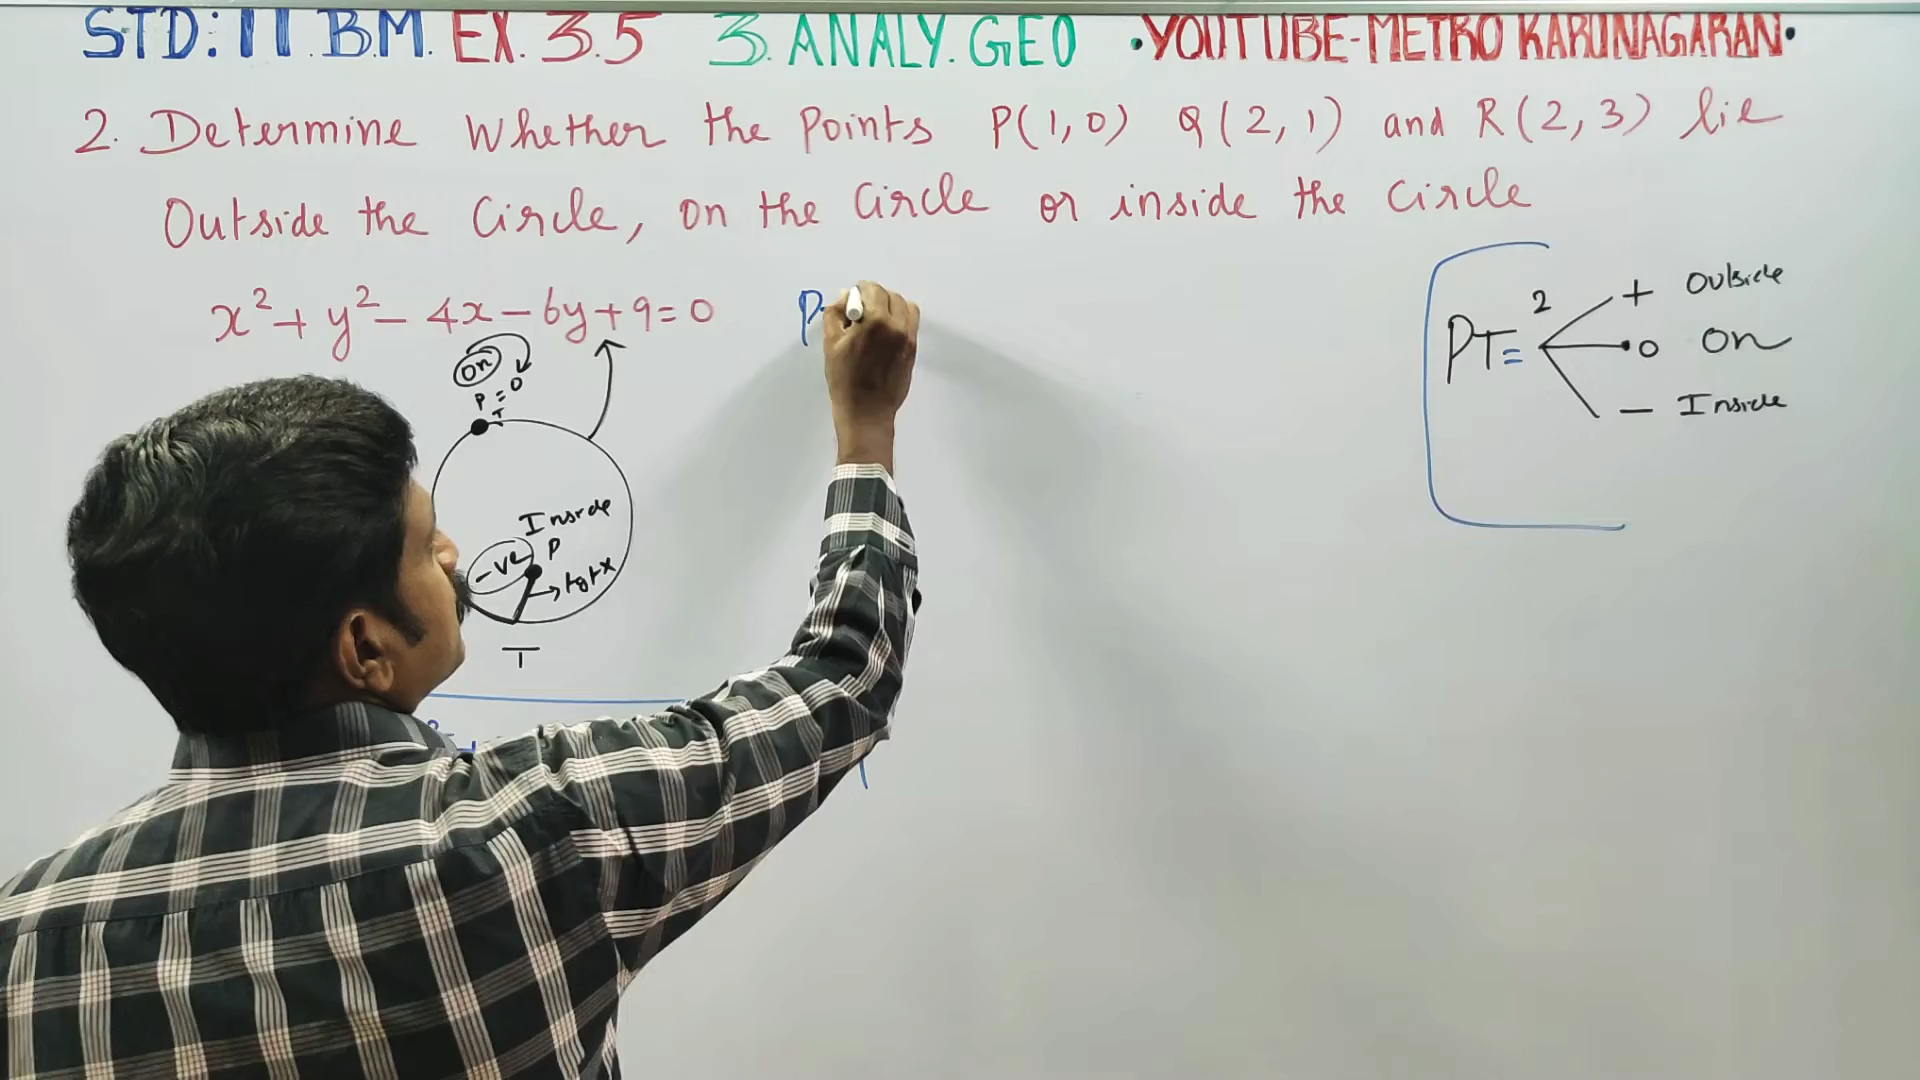 STD: 11.B.M. EX. 3.5 3. ANALY. GEO •YOUTUBE-METRO KARUNAGARAN•
2. Determine Whether the Points P(1,0) Q(2,1) and R(2,3) lie
Outside the Circle, on the Circle or inside the Circle
x² + y² - 4x - 6y + 9 = 0 P
On
P = 0
T
Inside
-ve P
→ tgt x
T
PT² =
+ Outside
0 On
- Inside